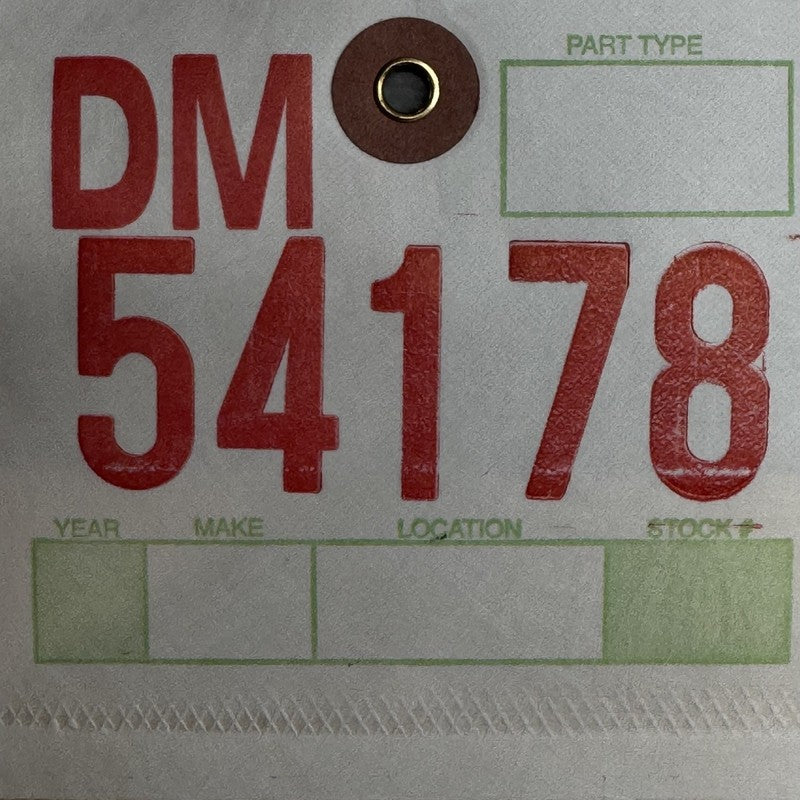 PART TYPE
DM
54178
YEAR MAKE LOCATION STOCK #